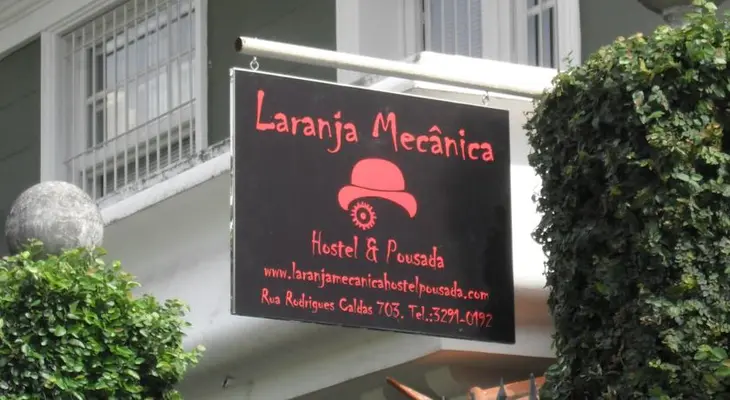 Laranja Mecânica
Hostel & Pousada
www.laranjamecanicahostelpousada.com
Rua Rodrigues Caldas 703. Tel.:3291-0192